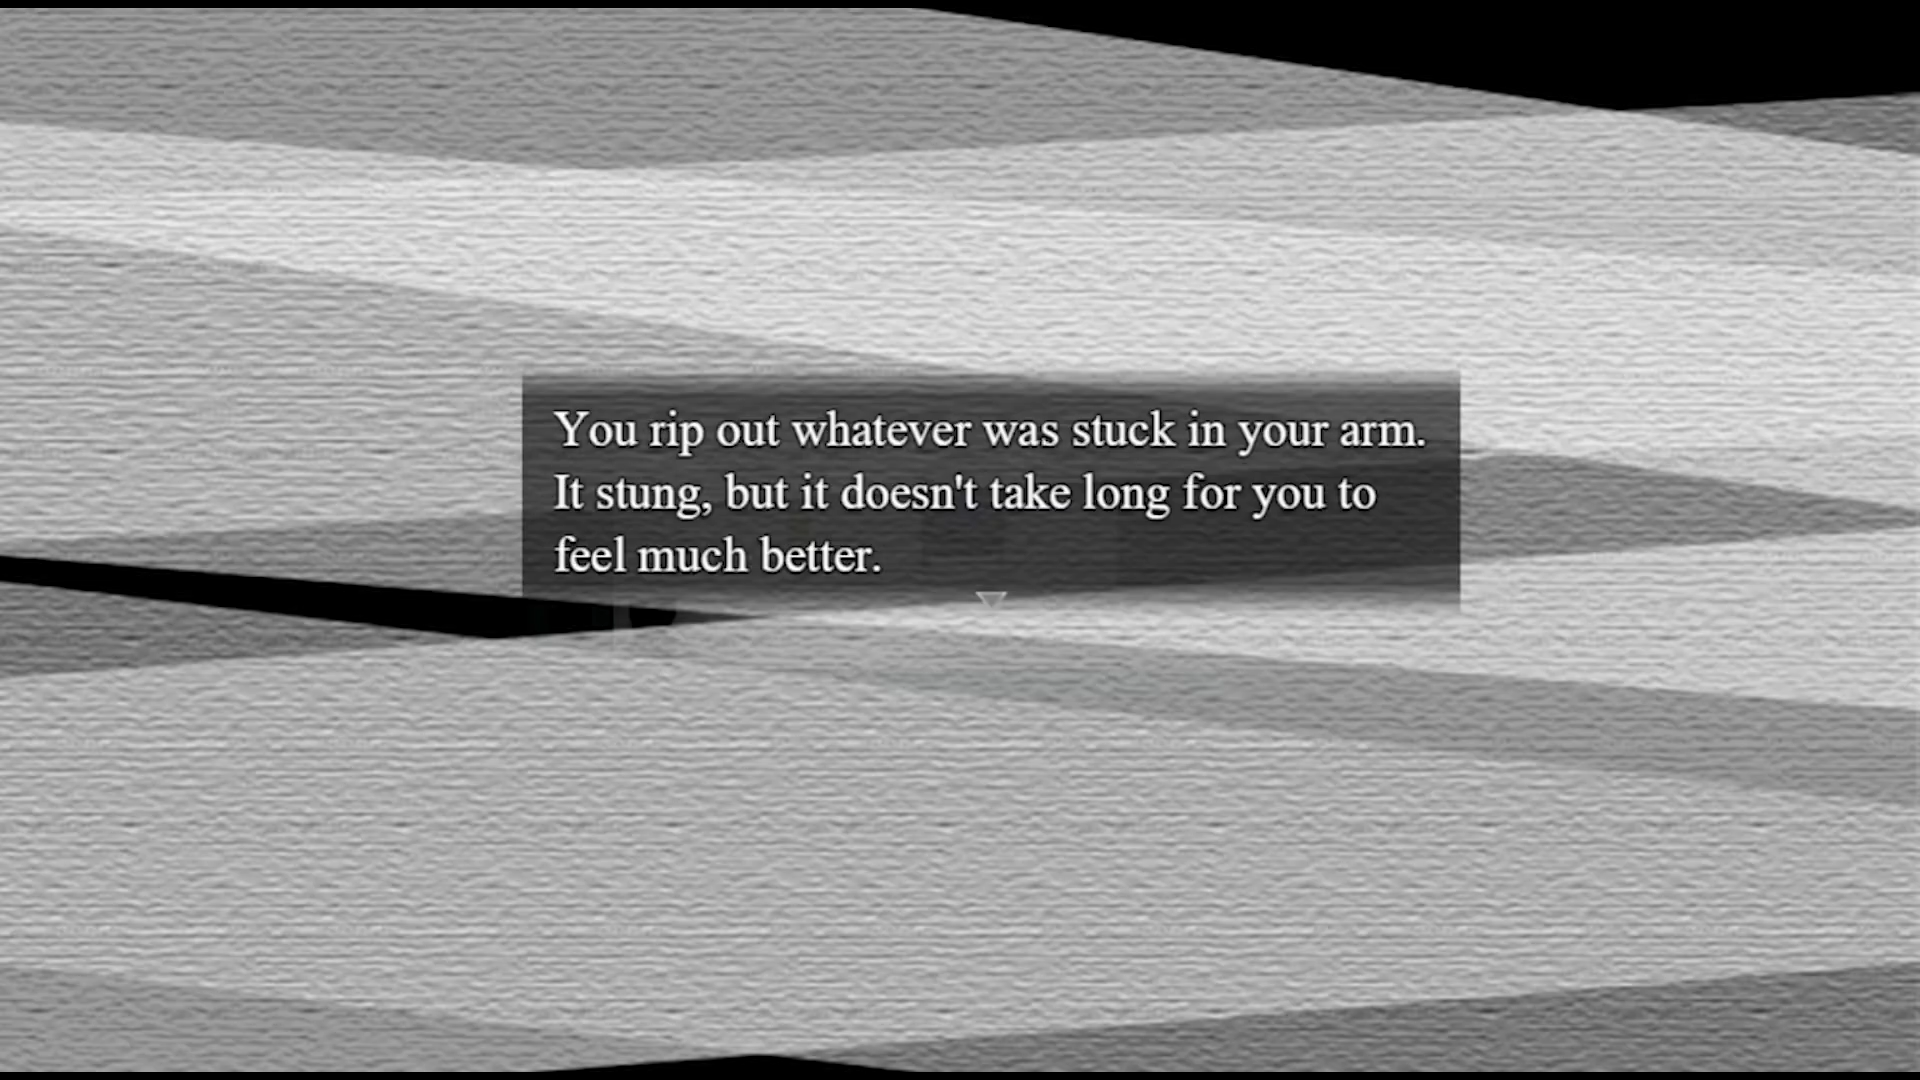 You rip out whatever was stuck in your arm.
It stung, but it doesn't take long for you to
feel much better.